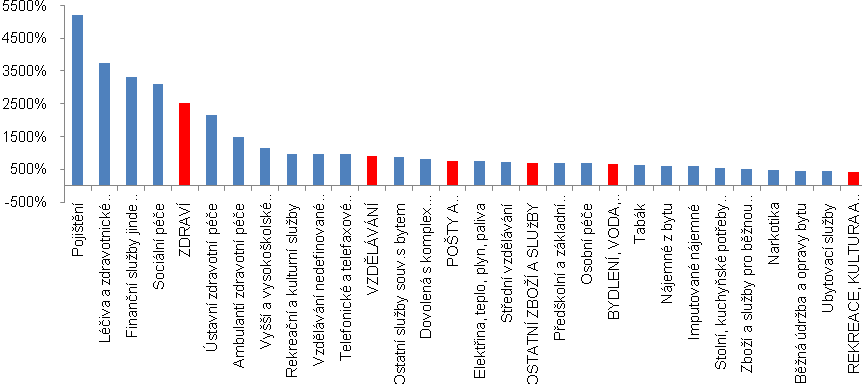 5500%
4500%
3500%
2500%
1500%
500%
-500%
Pojištění
Léčiva a zdravotnické..
Finanční služby jinde..
Sociální péče
ZDRAVÍ
Ústavní zdravotní péče
Ambulantí zdravotní péče
Vyšší a vysokoškolské..
Rekreační a kulturní služby
Vzdělávání nedefinované..
Telefonické a telefaxové..
VZDĚLÁVÁNÍ
Ostatní služby souv. s bytem
Dovolená s komplex...
POŠTY A..
Elektřina, teplo, plyn, paliva
Střední vzdělávání
OSTATNÍ ZBOŽÍ A SLUžBY
Předškolní a základní..
Osobní péče
BYDLENÍ, VODA,..
Tabák
Nájemné z bytu
Imputované nájemné
Stolní, kuchyňské potřeby..
Zboží a služby pro běžnou..
Narkotika
Běžná údržba a opravy bytu
Ubytovací služby
REKREACE, KULTURA A..